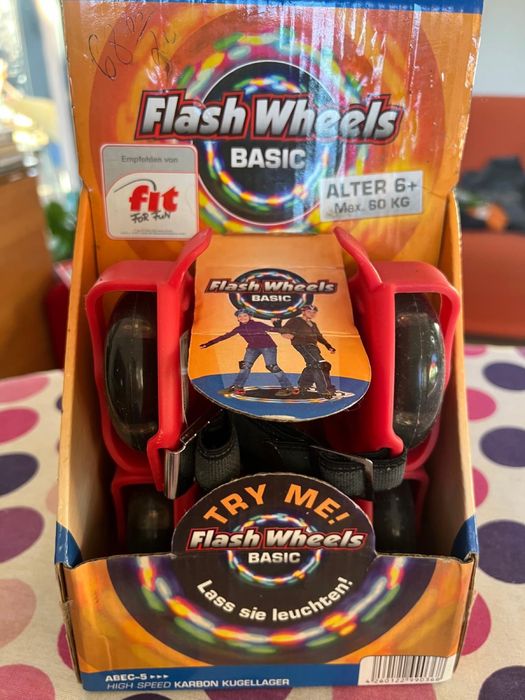 Flash Wheels
BASIC
Empfohlen von
fit
FOR FUN
ALTER 6+
Max. 60 KG
Flash Wheels
BASIC
TRY ME!
Flash Wheels
BASIC
Lass sie leuchten!
ABEC-5 ►►►
HIGH SPEED KARBON KUGELLAGER